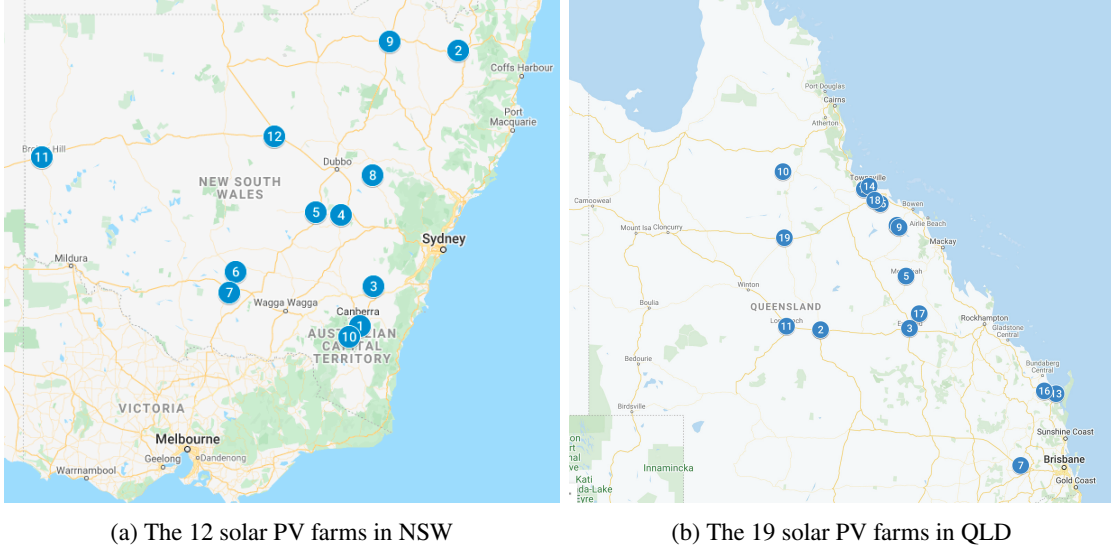 9
2
Coffs Harbour
Port
Macquarie
12
Dubbo
11
8
NEW SOUTH
WALES
5
4
Sydney
Mildura
6
7
3
Wagga Wagga
Canberra
1
10
CAPITAL
TERRITORY
VICTORIA
Melbourne
Geelong
Dandenong
Warrnambool
(a) The 12 solar PV farms in NSW
Port Douglas
Cairns
Atherton
10
Townsville
14
18
Camooweal
Bowen
Airlie Beach
9
Mount Isa
Cloncurry
19
Mackay
5
Winton
Boulia
QUEENSLAND
17
11
2
3
Rockhampton
Gladstone
Central
Bedourie
Bundaberg
Central
16
13
Birdsville
Sunshine Coast
7
Brisbane
Gold Coast
Innamincka
(b) The 19 solar PV farms in QLD